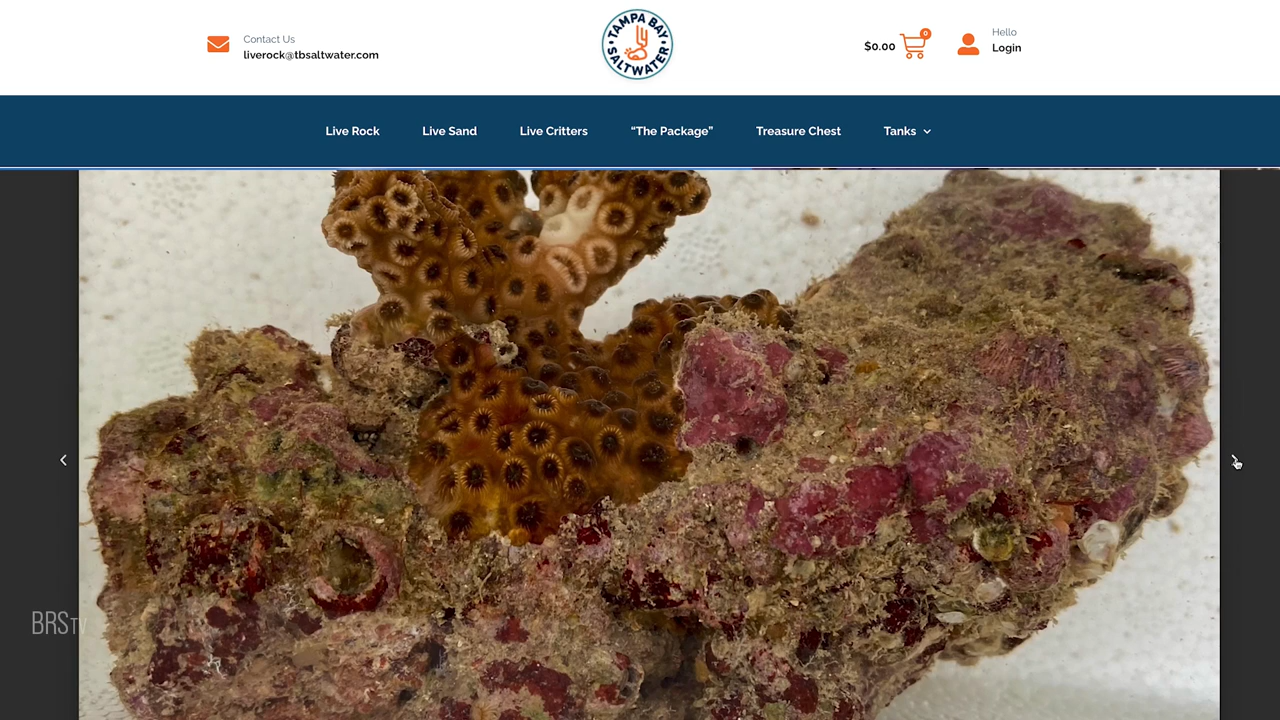 Contact Us
liverock@tbsaltwater.com
TAMPA BAY
SALTWATER
$0.00
0
Hello
Login
Live Rock
Live Sand
Live Critters
“The Package”
Treasure Chest
Tanks
BRSTV